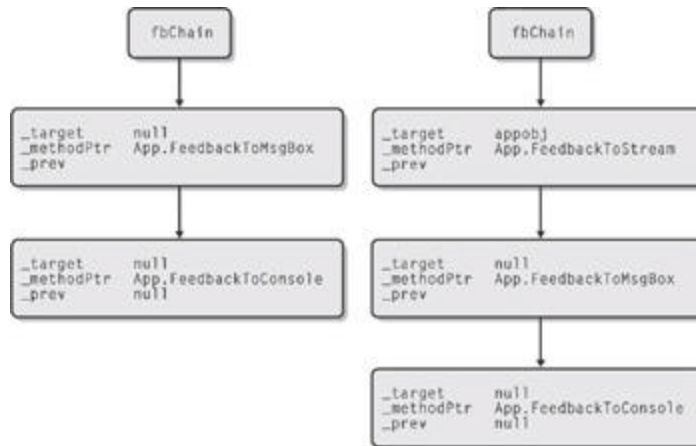 fbChain
_target null
_methodPtr App.FeedbackToMsgBox
_prev
_target null
_methodPtr App.FeedbackToConsole
_prev null
fbChain
_target appobj
_methodPtr App.FeedbackToStream
_prev
_target null
_methodPtr App.FeedbackToMsgBox
_prev
_target null
_methodPtr App.FeedbackToConsole
_prev null